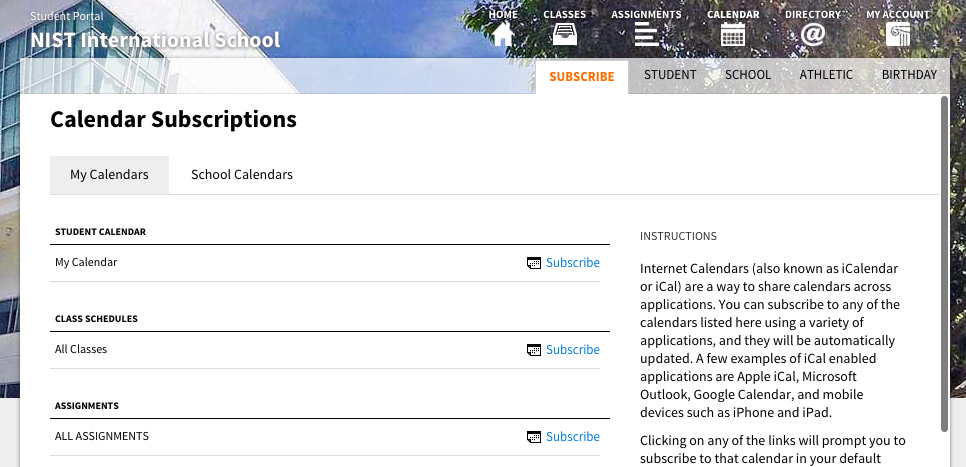 Student Portal
NIST International School
HOME CLASSES ASSIGNMENTS CALENDAR DIRECTORY MY ACCOUNT
SUBSCRIBE STUDENT SCHOOL ATHLETIC BIRTHDAY
Calendar Subscriptions
My Calendars School Calendars
STUDENT CALENDAR
My Calendar Subscribe
CLASS SCHEDULES
All Classes Subscribe
ASSIGNMENTS
ALL ASSIGNMENTS Subscribe
INSTRUCTIONS
Internet Calendars (also known as iCalendar
or iCal) are a way to share calendars across
applications. You can subscribe to any of the
calendars listed here using a variety of
applications, and they will be automatically
updated. A few examples of iCal enabled
applications are Apple iCal, Microsoft
Outlook, Google Calendar, and mobile
devices such as iPhone and iPad.
Clicking on any of the links will prompt you to
subscribe to that calendar in your default